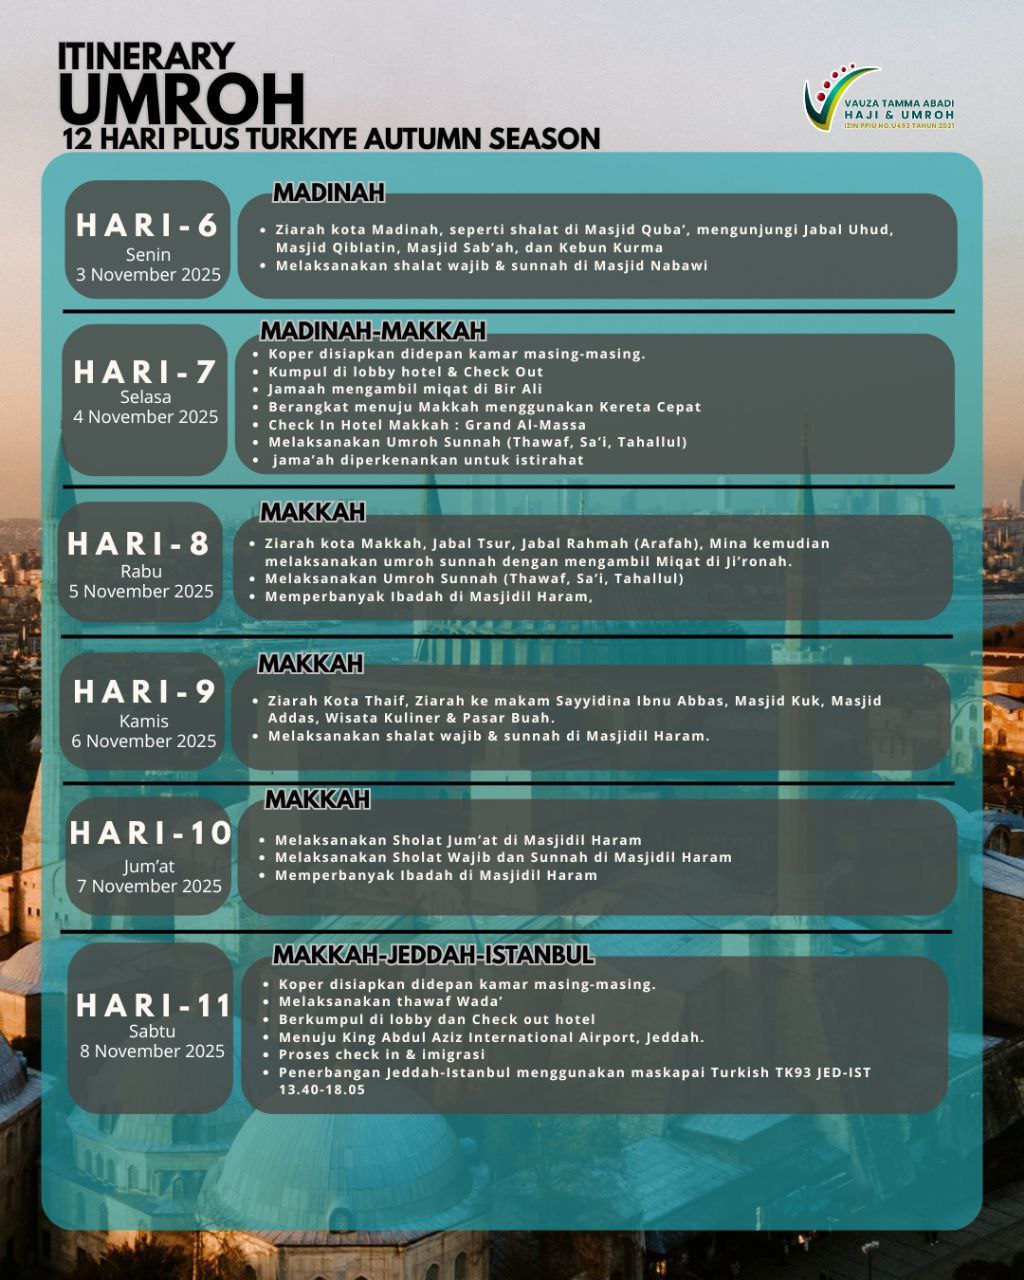 ITINERARY
UMROH
12 HARI PLUS TURKIYE AUTUMN SEASON
VAUZA TAMMA ABADI
HAJI & UMROH
IZIN PPIU NO.U493 TAHUN 2021
HARI-6
Senin
3 November 2025
MADINAH
• Ziarah kota Madinah, seperti shalat di Masjid Quba’, mengunjungi Jabal Uhud,
Masjid Qiblatin, Masjid Sab’ah, dan Kebun Kurma
• Melaksanakan shalat wajib & sunnah di Masjid Nabawi
HARI-7
Selasa
4 November 2025
MADINAH-MAKKAH
• Koper disiapkan didepan kamar masing-masing.
• Kumpul di lobby hotel & Check Out
• Jamaah mengambil miqat di Bir Ali
• Berangkat menuju Makkah menggunakan Kereta Cepat
• Check In Hotel Makkah : Grand Al-Massa
• Melaksanakan Umroh Sunnah (Thawaf, Sa’i, Tahallul)
• jama’ah diperkenankan untuk istirahat
HARI-8
Rabu
5 November 2025
MAKKAH
• Ziarah kota Makkah, Jabal Tsur, Jabal Rahmah (Arafah), Mina kemudian
melaksanakan umroh sunnah dengan mengambil Miqat di Ji’ronah.
• Melaksanakan Umroh Sunnah (Thawaf, Sa’i, Tahallul)
• Memperbanyak Ibadah di Masjidil Haram,
HARI-9
Kamis
6 November 2025
MAKKAH
• Ziarah Kota Thaif, Ziarah ke makam Sayyidina Ibnu Abbas, Masjid Kuk, Masjid
Addas, Wisata Kuliner & Pasar Buah.
• Melaksanakan shalat wajib & sunnah di Masjidil Haram.
HARI-10
Jum’at
7 November 2025
MAKKAH
• Melaksanakan Sholat Jum’at di Masjidil Haram
• Melaksanakan Sholat Wajib dan Sunnah di Masjidil Haram
• Memperbanyak Ibadah di Masjidil Haram
HARI-11
Sabtu
8 November 2025
MAKKAH-JEDDAH-ISTANBUL
• Koper disiapkan didepan kamar masing-masing.
• Melaksanakan thawaf Wada’
• Berkumpul di lobby dan Check out hotel
• Menuju King Abdul Aziz International Airport, Jeddah.
• Proses check in & imigrasi
• Penerbangan Jeddah-Istanbul menggunakan maskapai Turkish TK93 JED-IST
13.40-18.05